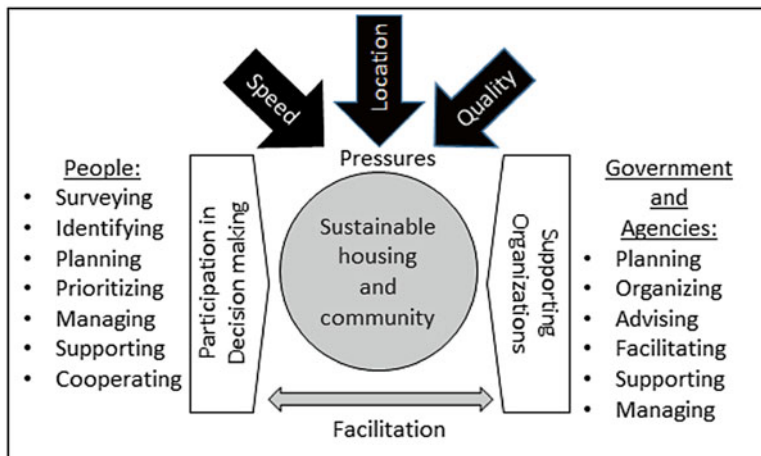 Speed
Location
Quality
Pressures
People:
• Surveying
• Identifying
• Planning
• Prioritizing
• Managing
• Supporting
• Cooperating
Participation in
Decision making
Sustainable
housing
and
community
Supporting
Organizations
Government
and
Agencies:
• Planning
• Organizing
• Advising
• Facilitating
• Supporting
• Managing
Facilitation